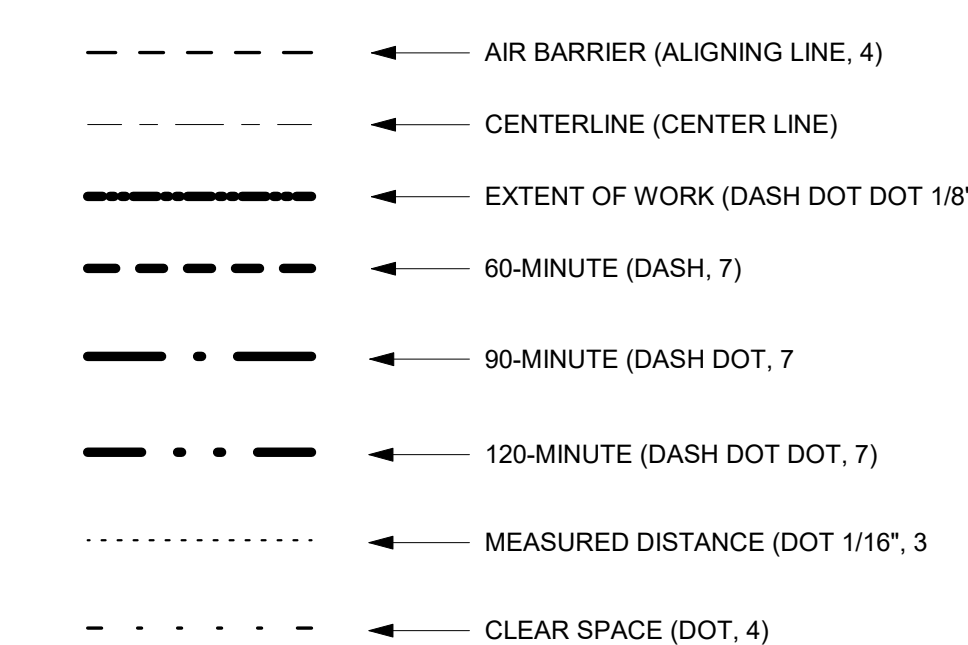 AIR BARRIER (ALIGNING LINE, 4)
CENTERLINE (CENTER LINE)
EXTENT OF WORK (DASH DOT DOT 1/8"
60-MINUTE (DASH, 7)
90-MINUTE (DASH DOT, 7
120-MINUTE (DASH DOT DOT, 7)
MEASURED DISTANCE (DOT 1/16", 3
CLEAR SPACE (DOT, 4)